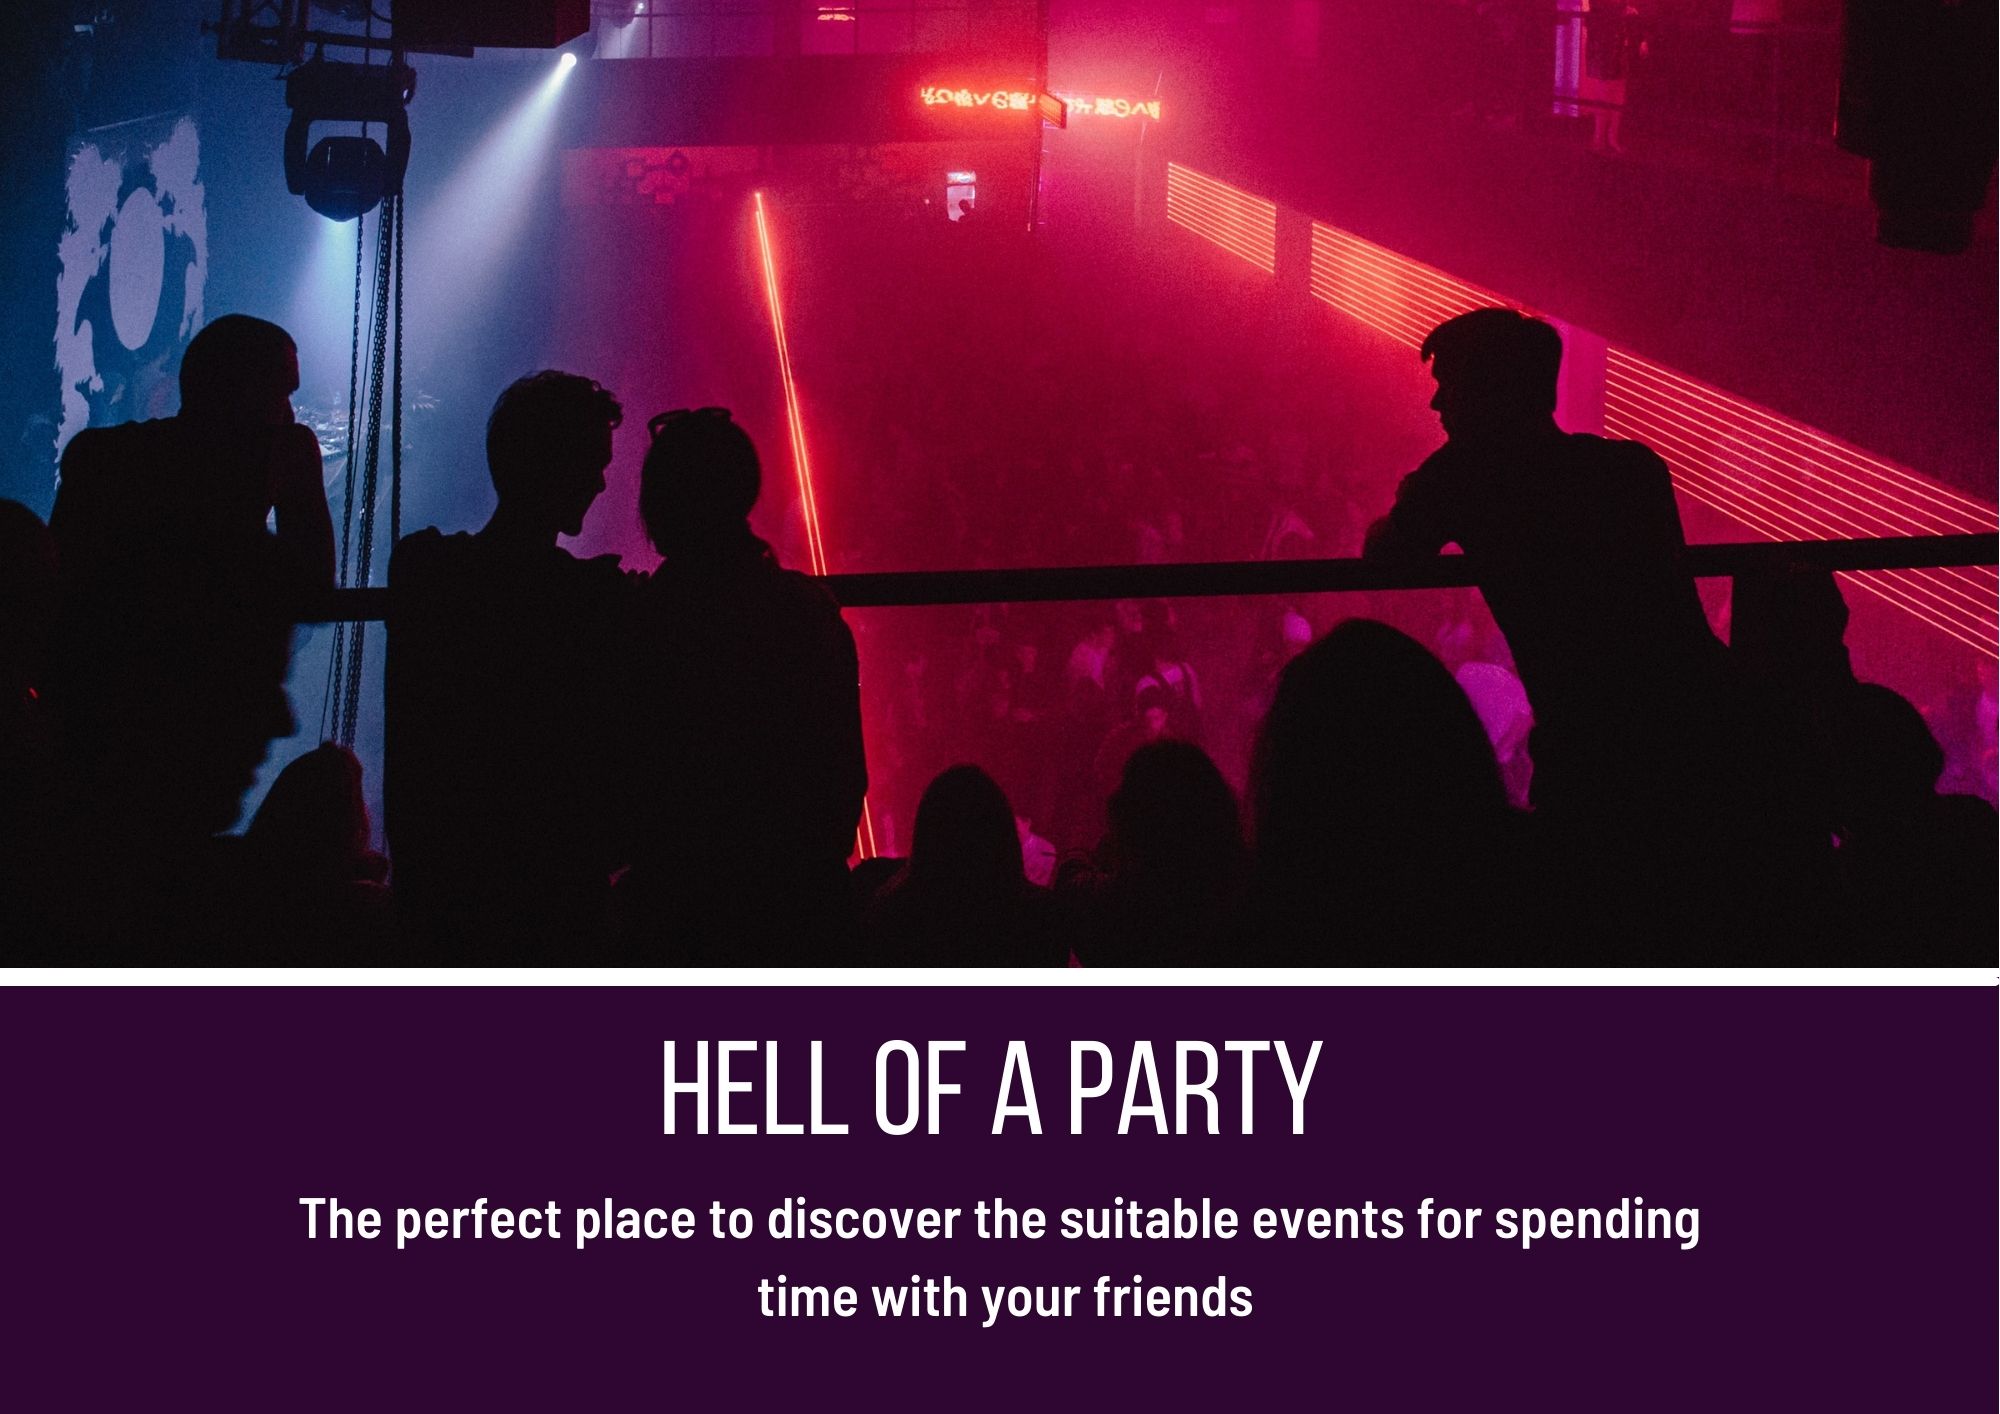 HELL OF A PARTY
The perfect place to discover the suitable events for spending
time with your friends